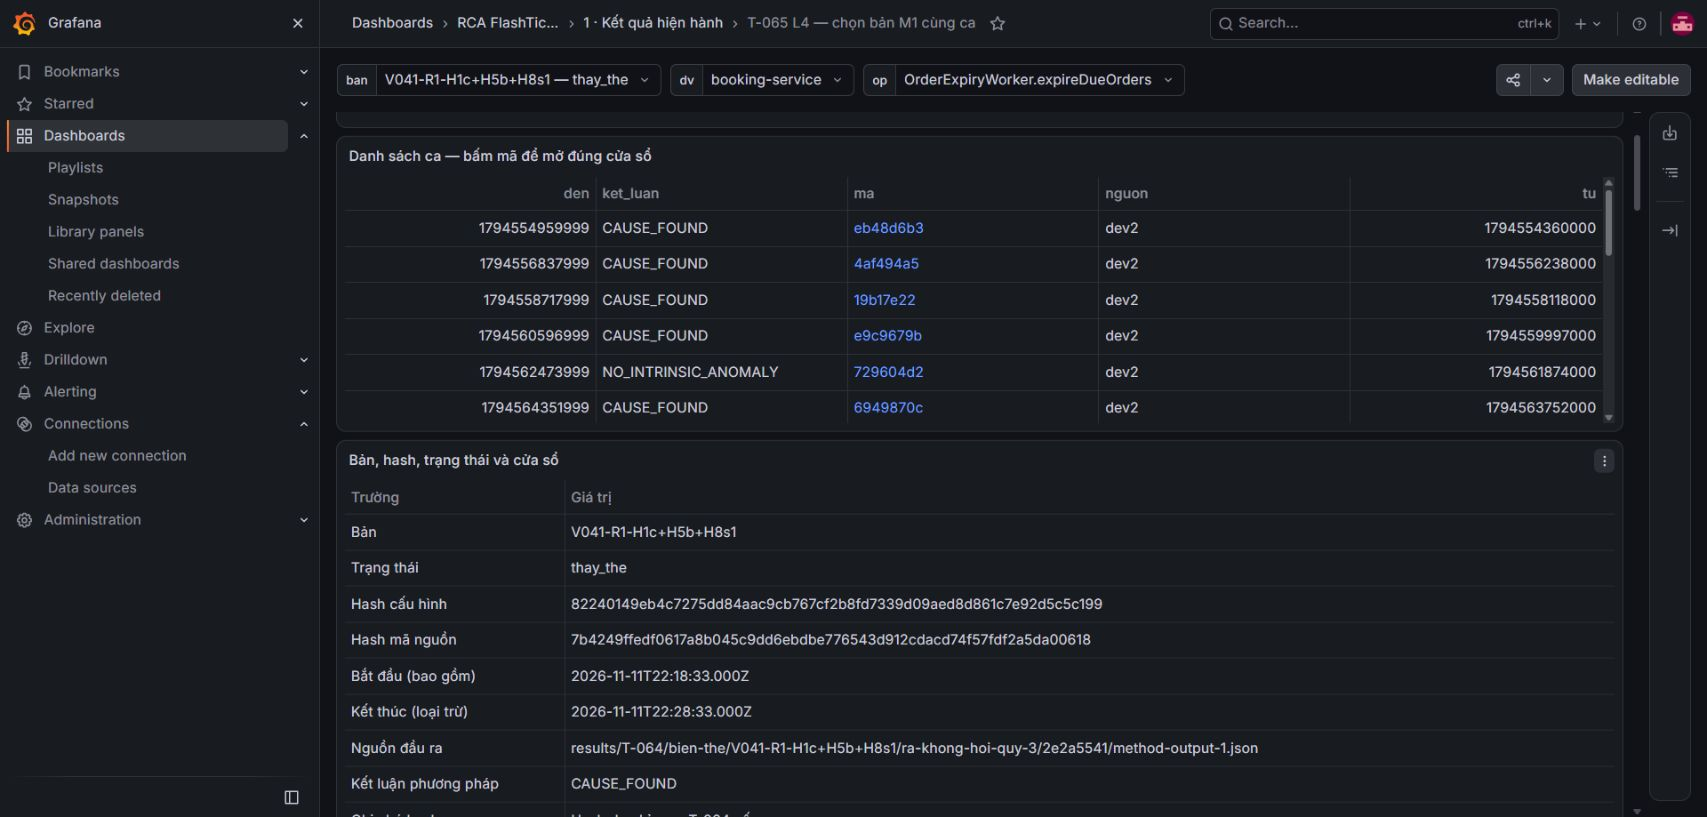 Grafana
Dashboards › RCA FlashTic... › 1 · Kết quả hiện hành › T-065 L4 — chọn bản M1 cùng ca
Search... ctrl+k
Bookmarks
Starred
Dashboards
Playlists
Snapshots
Library panels
Shared dashboards
Recently deleted
Explore
Drilldown
Alerting
Connections
Add new connection
Data sources
Administration
ban V041-R1-H1c+H5b+H8s1 — thay_the dv booking-service op OrderExpiryWorker.expireDueOrders
Make editable
Danh sách ca — bấm mã để mở đúng cửa sổ
den ket_luan ma nguon tu
1794554959999 CAUSE_FOUND eb48d6b3 dev2 1794554360000
1794556837999 CAUSE_FOUND 4af494a5 dev2 1794556238000
1794558717999 CAUSE_FOUND 19b17e22 dev2 1794558118000
1794560596999 CAUSE_FOUND e9c9679b dev2 1794559997000
1794562473999 NO_INTRINSIC_ANOMALY 729604d2 dev2 1794561874000
1794564351999 CAUSE_FOUND 6949870c dev2 1794563752000
Bản, hash, trạng thái và cửa sổ
Trường Giá trị
Bản V041-R1-H1c+H5b+H8s1
Trạng thái thay_the
Hash cấu hình 82240149eb4c7275dd84aac9cb767cf2b8fd7339d09aed8d861c7e92d5c5c199
Hash mã nguồn 7b4249ffedf0617a8b045c9dd6ebdbe776543d912cdacd74f57fdf2a5da00618
Bắt đầu (bao gồm) 2026-11-11T22:18:33.000Z
Kết thúc (loại trừ) 2026-11-11T22:28:33.000Z
Nguồn đầu ra results/T-064/bien-the/V041-R1-H1c+H5b+H8s1/ra-khong-hoi-quy-3/2e2a5541/method-output-1.json
Kết luận phương pháp CAUSE_FOUND